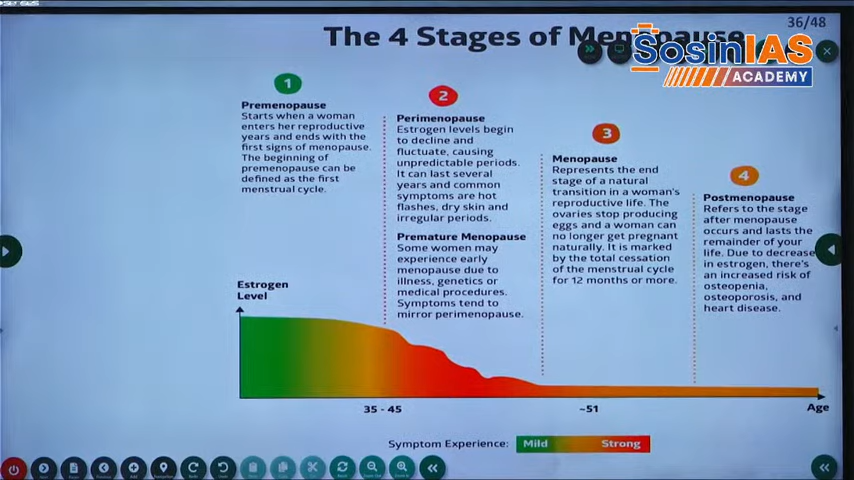 The 4 Stages of Menopause
36/48
SosinIAS
ACADEMY
1
Premenopause
Starts when a woman
enters her reproductive
years and ends with the
first signs of menopause.
The beginning of
premenopause can be
defined as the first
menstrual cycle.
2
Perimenopause
Estrogen levels begin
to decline and
fluctuate, causing
unpredictable periods.
It can last several
years and common
symptoms are hot
flashes, dry skin and
irregular periods.
Premature Menopause
Some women may
experience early
menopause due to
illness, genetics or
medical procedures.
Symptoms tend to
mirror perimenopause.
3
Menopause
Represents the end
stage of a natural
transition in a woman's
reproductive life. The
ovaries stop producing
eggs and a woman can
no longer get pregnant
naturally. It is marked
by the total cessation
of the menstrual cycle
for 12 months or more.
4
Postmenopause
Refers to the stage
after menopause
occurs and lasts the
remainder of your
life. Due to decrease
in estrogen, there's
an increased risk of
osteopenia,
osteoporosis, and
heart disease.
Estrogen
Level
35 - 45
~51
Age
Symptom Experience:
Mild
Strong